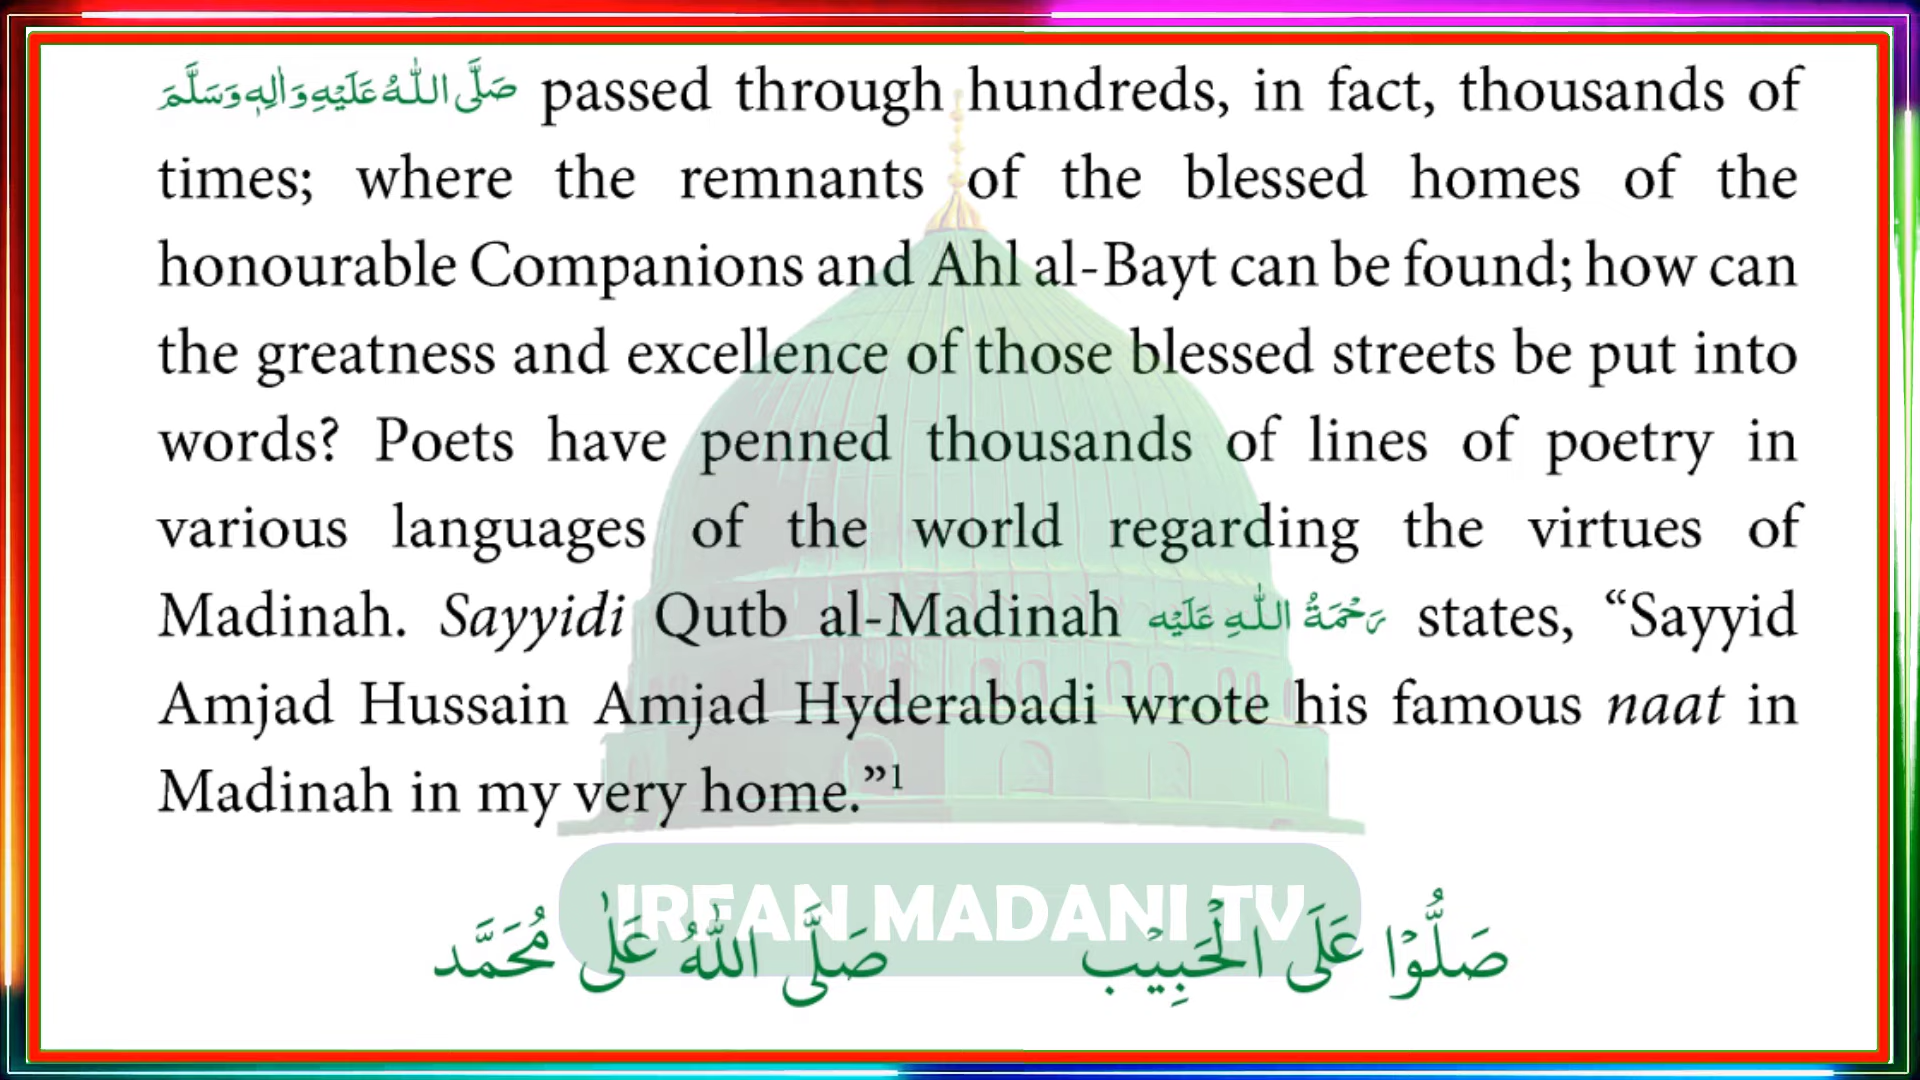 صَلَّى اللّٰهُ عَلَيْهِ وَاٰلِهٖ وَسَلَّمَ passed through hundreds, in fact, thousands of
times; where the remnants of the blessed homes of the
honourable Companions and Ahl al-Bayt can be found; how can
the greatness and excellence of those blessed streets be put into
words? Poets have penned thousands of lines of poetry in
various languages of the world regarding the virtues of
Madinah. Sayyidi Qutb al-Madinah رَحْمَةُ اللّٰهِ عَلَيْه states, “Sayyid
Amjad Hussain Amjad Hyderabadi wrote his famous naat in
Madinah in my very home.”1
IRFAN MADANI TV
صَلُّوْا عَلَى الْحَبِيْب صَلَّى اللّٰهُ عَلٰى مُحَمَّد